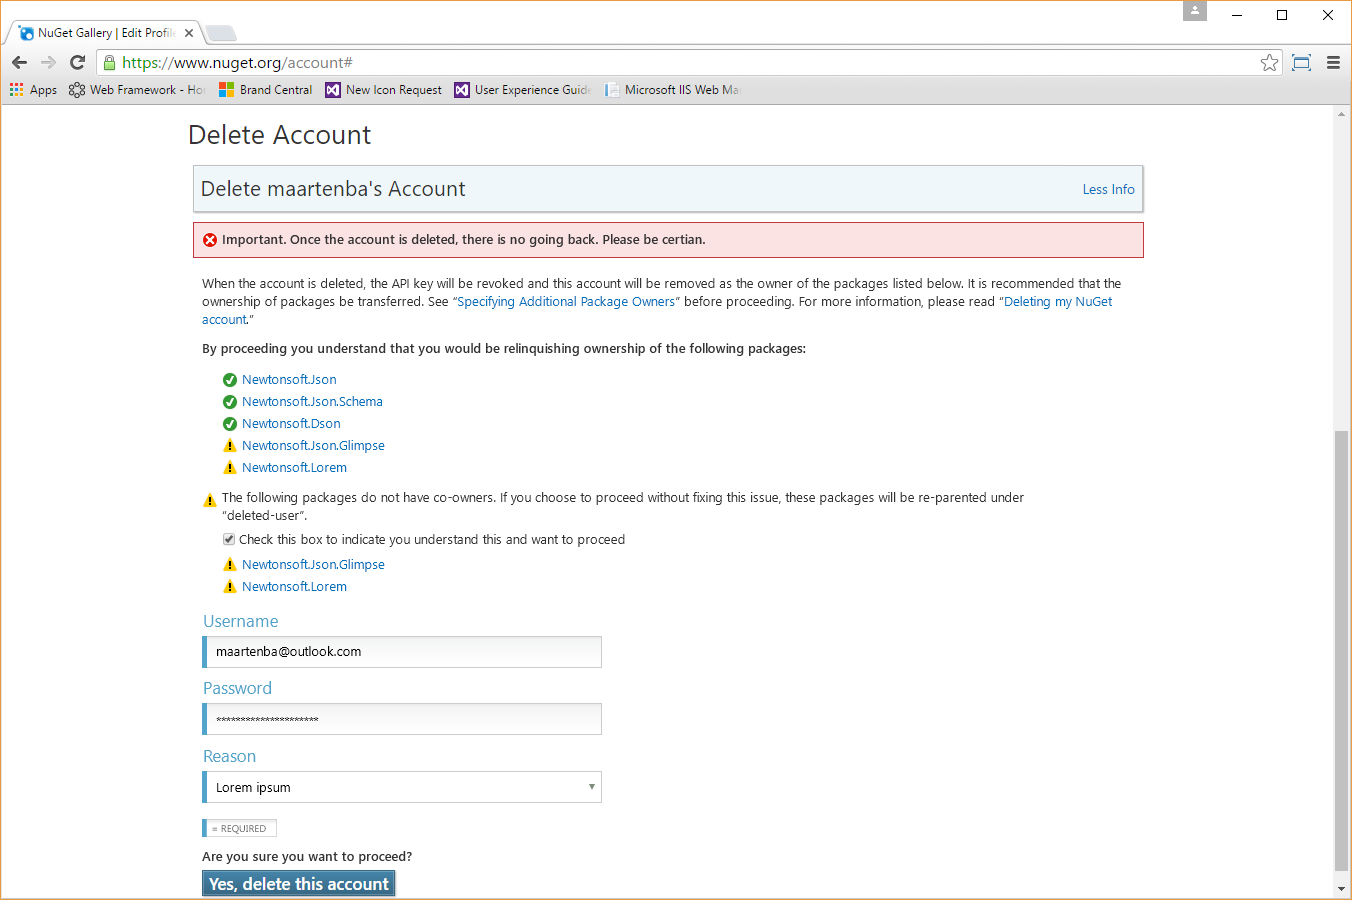 NuGet Gallery | Edit Profile
https://www.nuget.org/account#
Apps Web Framework - Ho Brand Central New Icon Request User Experience Guide Microsoft IIS Web Ma
Delete Account
Delete maartenba's Account Less Info
Important. Once the account is deleted, there is no going back. Please be certian.
When the account is deleted, the API key will be revoked and this account will be removed as the owner of the packages listed below. It is recommended that the
ownership of packages be transferred. See “Specifying Additional Package Owners” before proceeding. For more information, please read “Deleting my NuGet
account.”
By proceeding you understand that you would be relinquishing ownership of the following packages:
Newtonsoft.Json
Newtonsoft.Json.Schema
Newtonsoft.Dson
Newtonsoft.Json.Glimpse
Newtonsoft.Lorem
The following packages do not have co-owners. If you choose to proceed without fixing this issue, these packages will be re-parented under
“deleted-user”.
Check this box to indicate you understand this and want to proceed
Newtonsoft.Json.Glimpse
Newtonsoft.Lorem
Username
maartenba@outlook.com
Password
*********************
Reason
Lorem ipsum
= REQUIRED
Are you sure you want to proceed?
Yes, delete this account